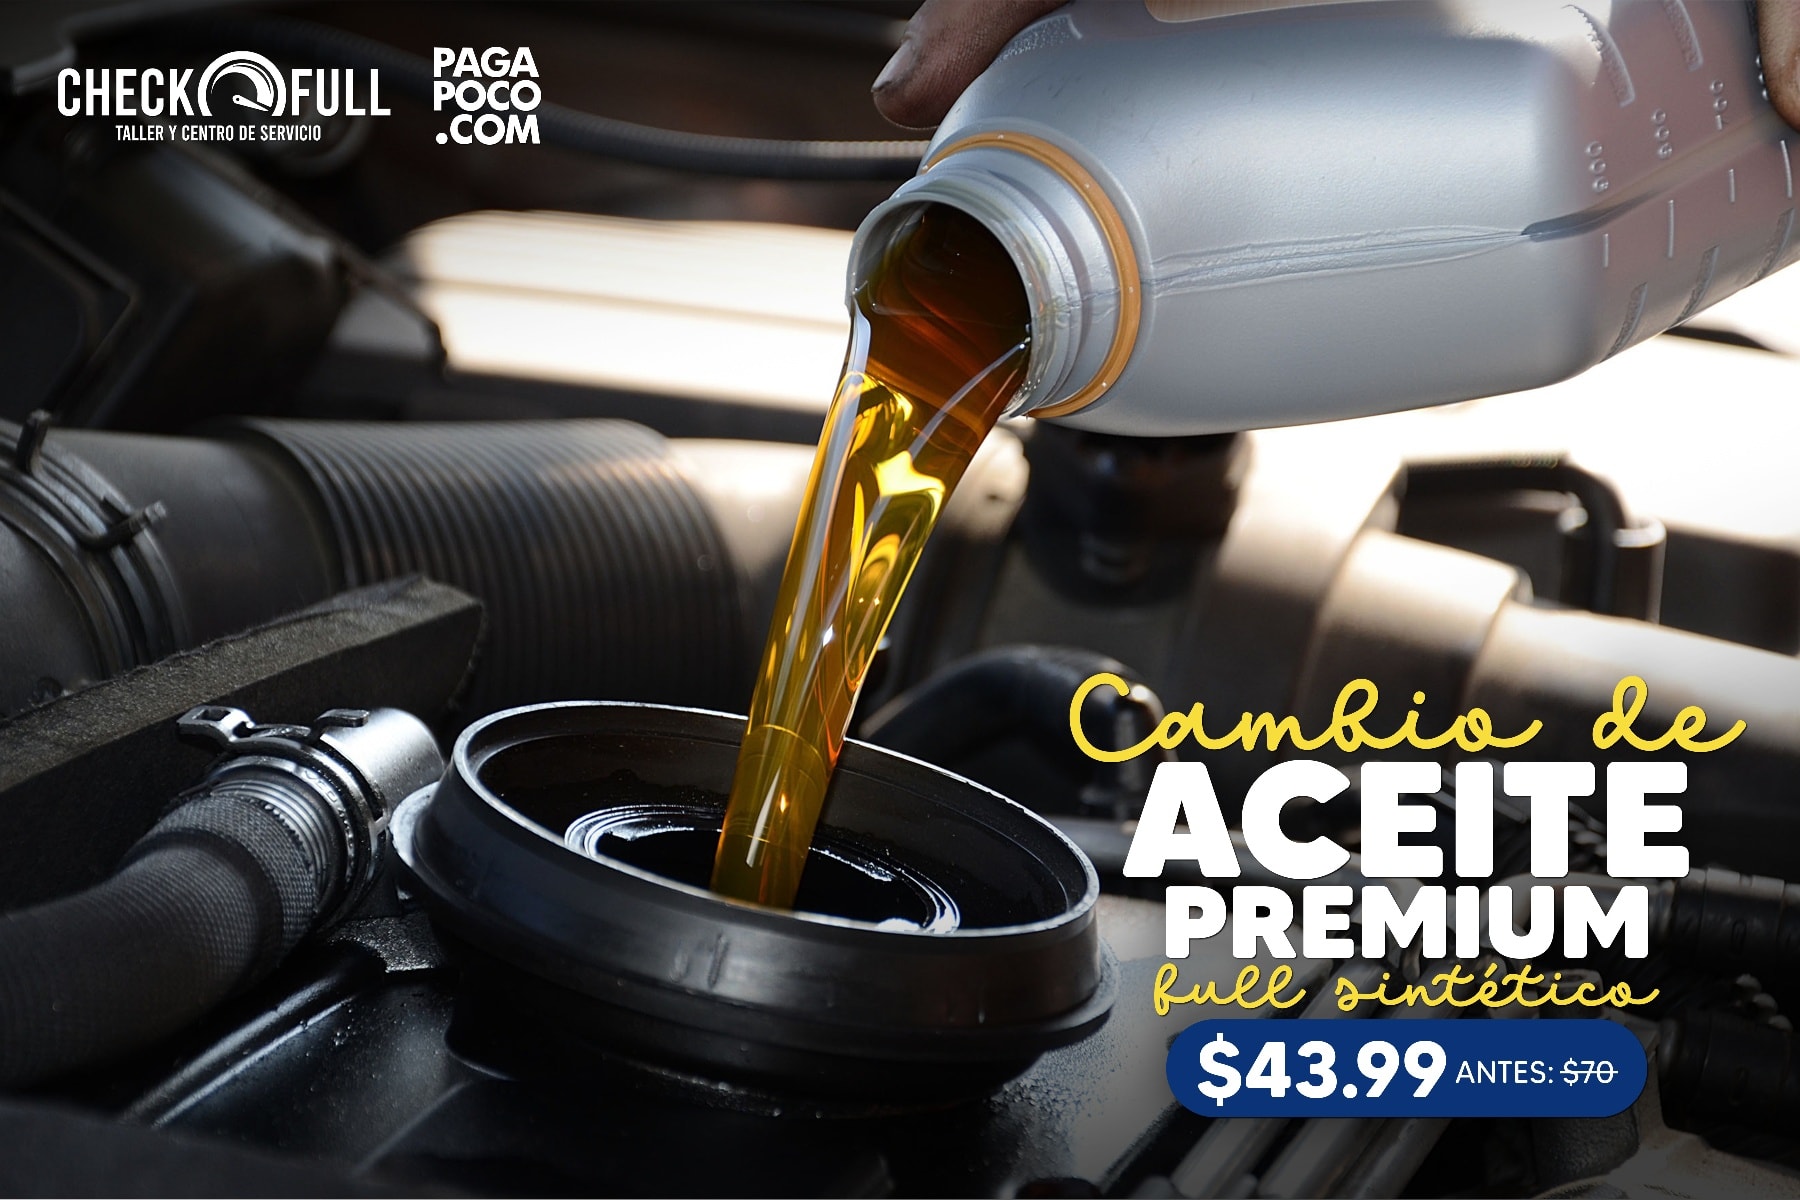 CHECK FULL
TALLER Y CENTRO DE SERVICIO
PAGA
POCO
.COM
Cambio de
ACEITE
PREMIUM
full sintético
$43.99 ANTES: $70